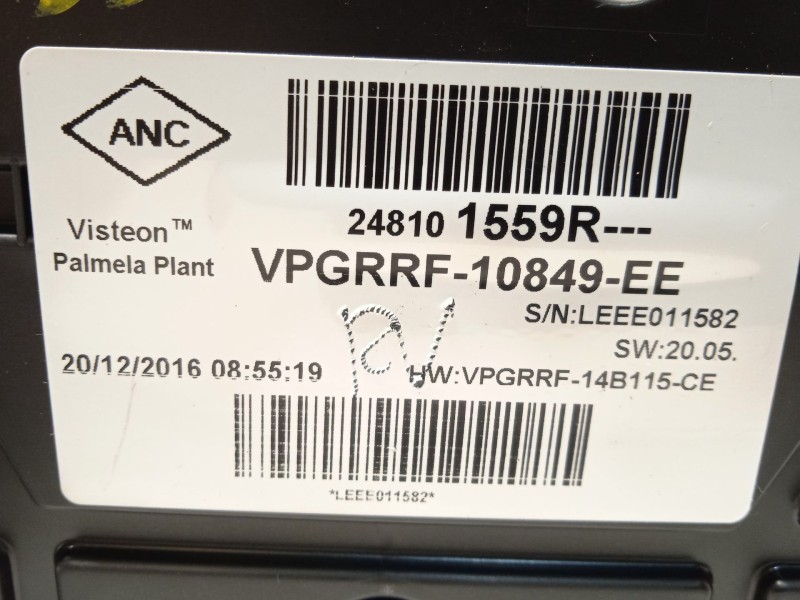 ANC
24810 1559R---
Visteon™
Palmela Plant
VPGRRF-10849-EE
S/N:LEEE011582
SW:20.05.
20/12/2016 08:55:19
HW:VPGRRF-14B115-CE
*LEEE011582*